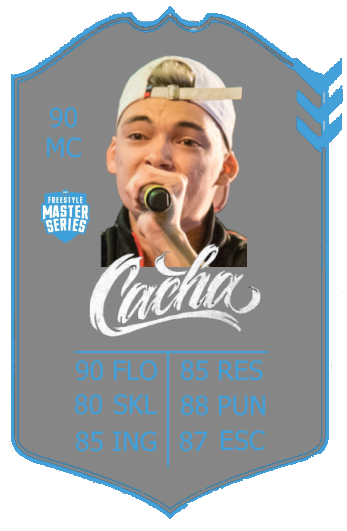 90
MC
FREESTYLE
MASTER
SERIES
Cacha
90 FLO 85 RES
80 SKL 88 PUN
85 ING 87 ESC